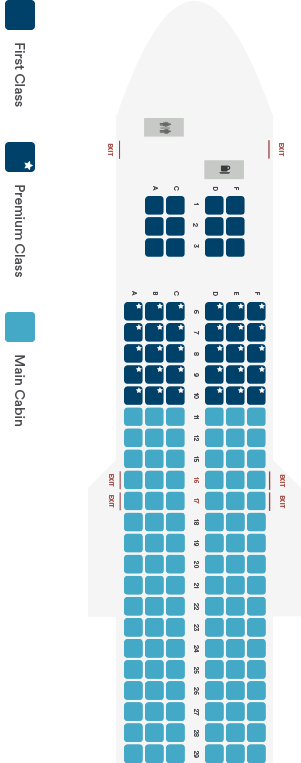 First Class
Premium Class
Main Cabin
EXIT
EXIT
A C D F
1
2
3
A B C D E F
6
7
8
9
10
11
12
15
EXIT 16 EXIT
EXIT 17 EXIT
18
19
20
21
22
23
24
25
26
27
28
29